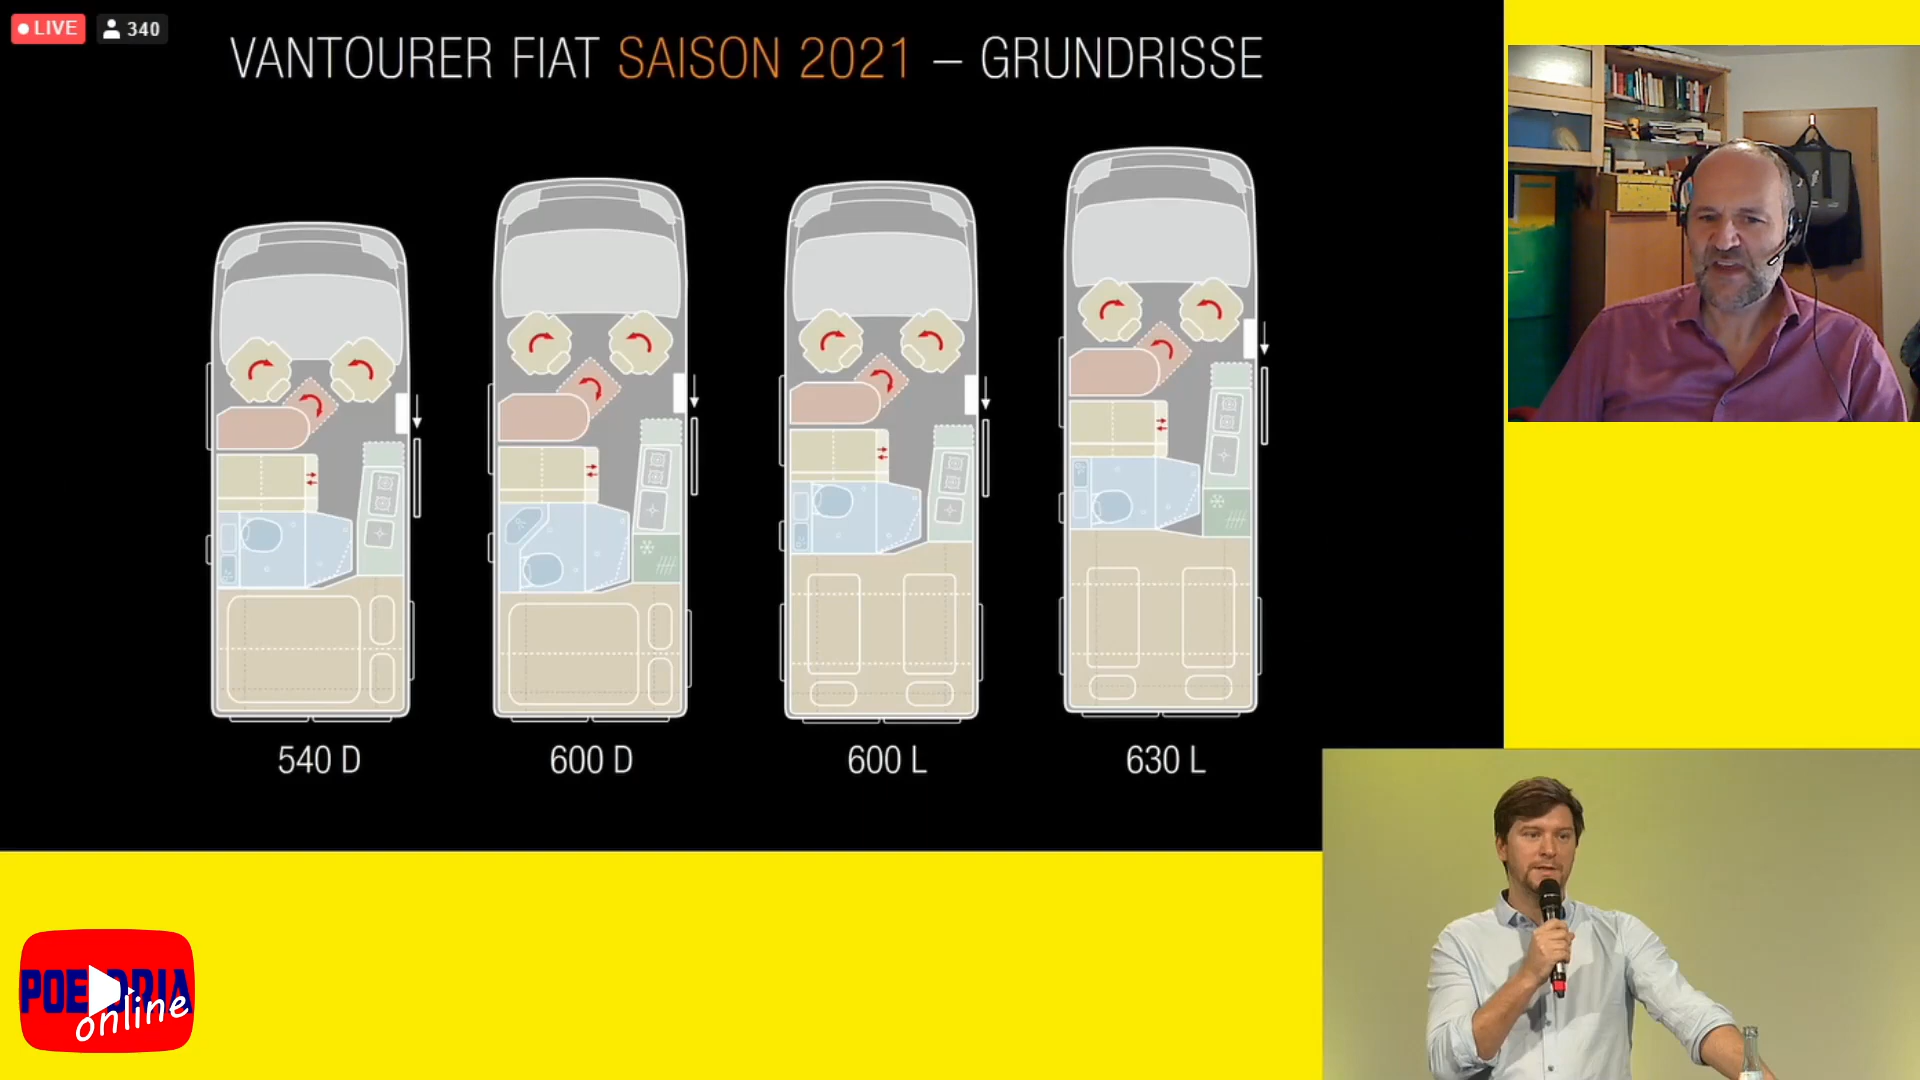 LIVE
340
VANTOURER FIAT SAISON 2021 – GRUNDRISSE
540 D
600 D
600 L
630 L
online